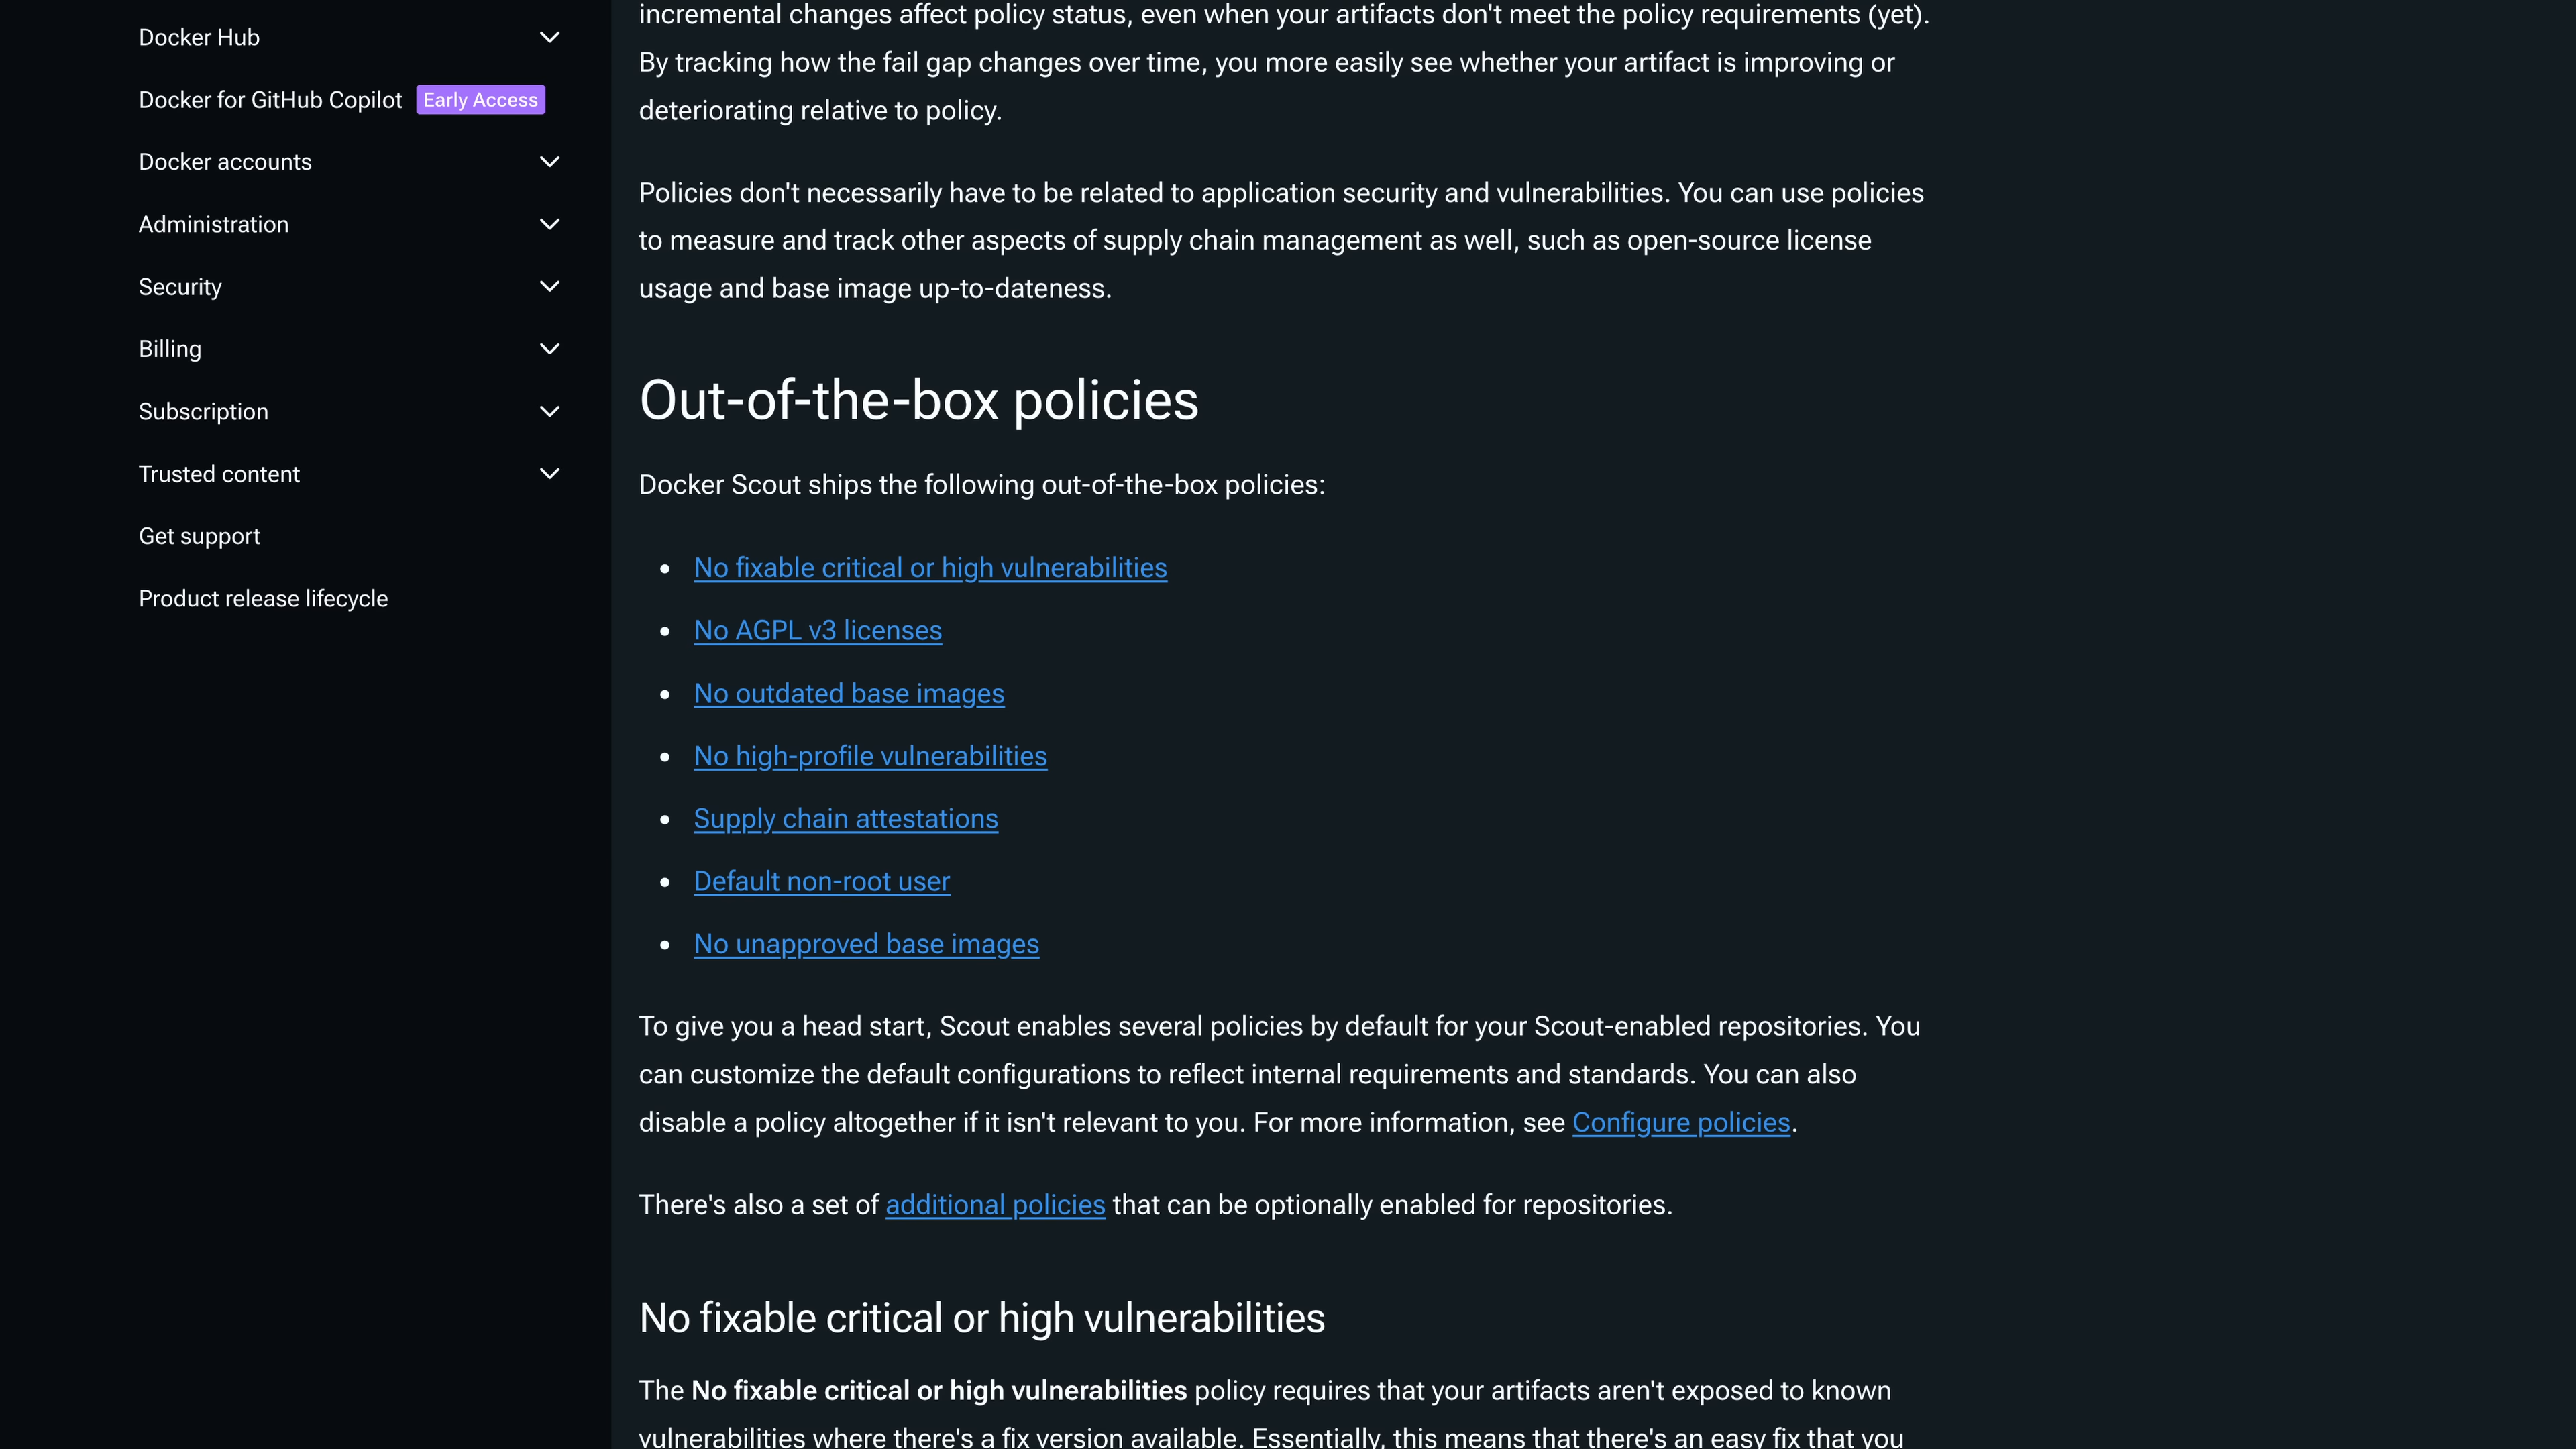 Docker Hub
Docker for GitHub Copilot Early Access
Docker accounts
Administration
Security
Billing
Subscription
Trusted content
Get support
Product release lifecycle
incremental changes affect policy status, even when your artifacts don't meet the policy requirements (yet).
By tracking how the fail gap changes over time, you more easily see whether your artifact is improving or
deteriorating relative to policy.
Policies don't necessarily have to be related to application security and vulnerabilities. You can use policies
to measure and track other aspects of supply chain management as well, such as open-source license
usage and base image up-to-dateness.
Out-of-the-box policies
Docker Scout ships the following out-of-the-box policies:
• No fixable critical or high vulnerabilities
• No AGPL v3 licenses
• No outdated base images
• No high-profile vulnerabilities
• Supply chain attestations
• Default non-root user
• No unapproved base images
To give you a head start, Scout enables several policies by default for your Scout-enabled repositories. You
can customize the default configurations to reflect internal requirements and standards. You can also
disable a policy altogether if it isn't relevant to you. For more information, see Configure policies.
There's also a set of additional policies that can be optionally enabled for repositories.
No fixable critical or high vulnerabilities
The No fixable critical or high vulnerabilities policy requires that your artifacts aren't exposed to known
vulnerabilities where there's a fix version available. Essentially, this means that there's an easy fix that you